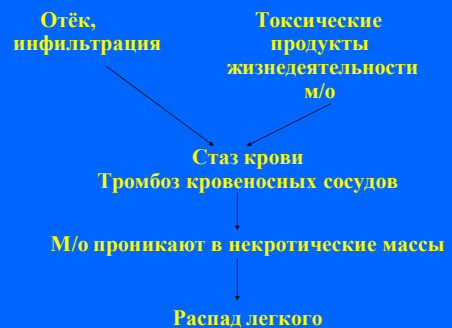 Отёк,
инфильтрация
Токсические
продукты
жизнедеятельности
м/о
Стаз крови
Тромбоз кровеносных сосудов
М/о проникают в некротические массы
Распад легкого